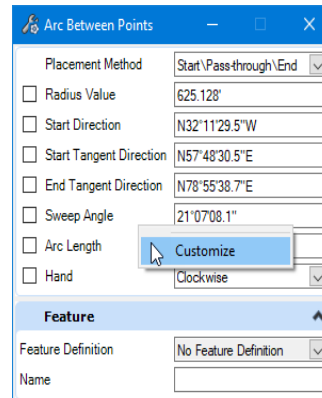 Arc Between Points
Placement Method Start\Pass-through\End
Radius Value 625.128'
Start Direction N32°11'29.5"W
Start Tangent Direction N57°48'30.5"E
End Tangent Direction N78°55'38.7"E
Sweep Angle 21°07'08.1"
Arc Length
Customize
Hand Clockwise
Feature
Feature Definition No Feature Definition
Name